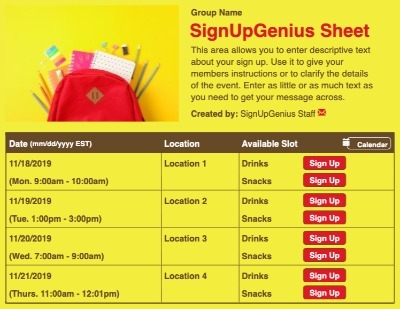 Group Name
SignUpGenius Sheet
This area allows you to enter descriptive text
about your sign up. Use it to give your
members instructions or to clarify the details
of the event. Enter as little or as much text as
you need to get your message across.
Created by: SignUpGenius Staff
Date (mm/dd/yyyy EST) Location Available Slot Calendar
11/18/2019 Location 1 Drinks Sign Up
(Mon. 9:00am - 10:00am) Snacks Sign Up
11/19/2019 Location 2 Drinks Sign Up
(Tue. 1:00pm - 3:00pm) Snacks Sign Up
11/20/2019 Location 3 Drinks Sign Up
(Wed. 7:00am - 9:00am) Snacks Sign Up
11/21/2019 Location 4 Drinks Sign Up
(Thurs. 11:00am - 12:01pm) Snacks Sign Up